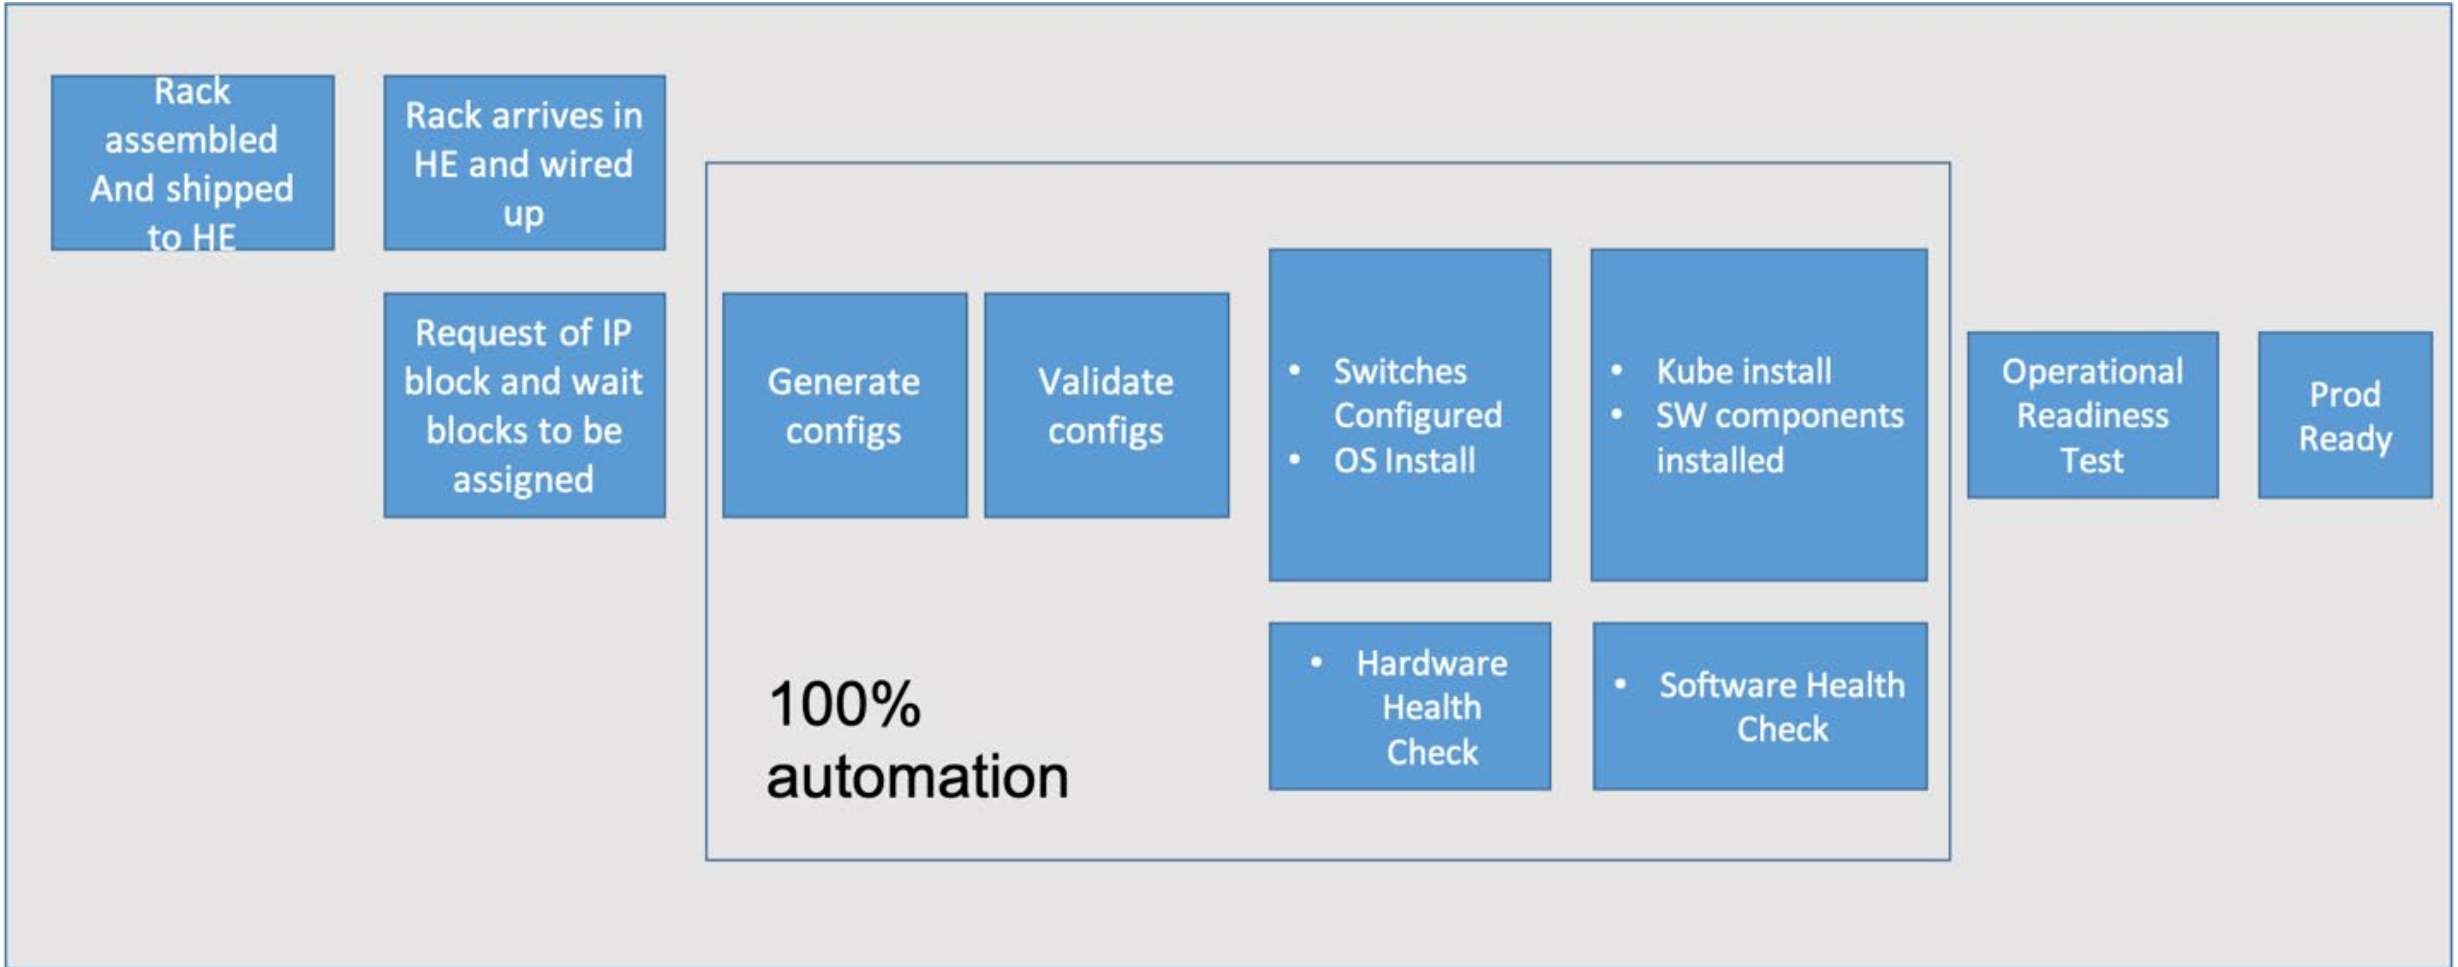 Rack
assembled
And shipped
to HE
Rack arrives in
HE and wired
up
Request of IP
block and wait
blocks to be
assigned
Generate
configs
Validate
configs
• Switches
Configured
• OS Install
• Kube install
• SW components
installed
Operational
Readiness
Test
Prod
Ready
• Hardware
Health
Check
• Software Health
Check
100%
automation